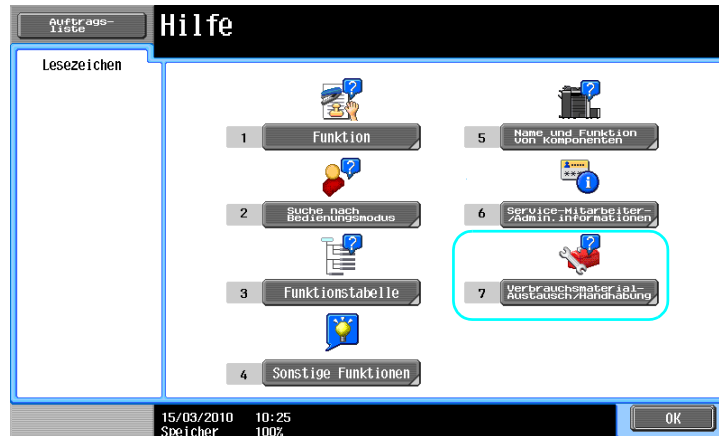 Auftrags-
liste
Hilfe
Lesezeichen
1 Funktion
2 Suche nach
Bedienungsmodus
3 Funktionstabelle
4 Sonstige Funktionen
5 Name und Funktion
von Komponenten
6 Service-Mitarbeiter-
/Admin.informationen
7 Verbrauchsmaterial-
Austausch/Handhabung
15/03/2010 10:25
Speicher 100%
OK